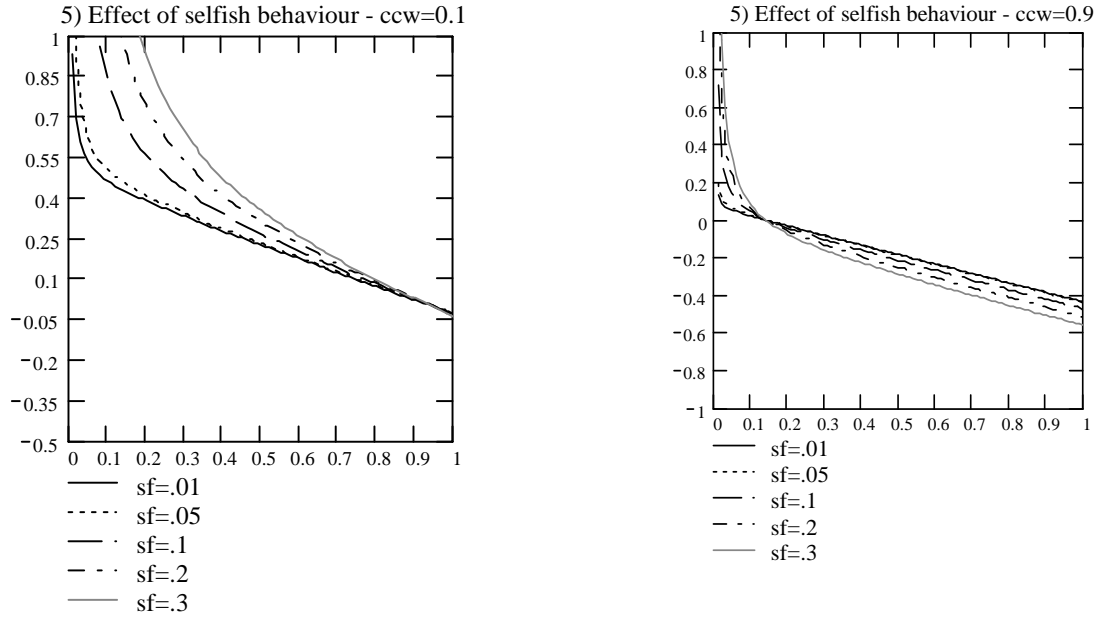 5) Effect of selfish behaviour - ccw=0.1
1
0.85
0.7
0.55
0.4
0.25
0.1
−0.05
−0.2
−0.35
−0.5
0 0.1 0.2 0.3 0.4 0.5 0.6 0.7 0.8 0.9 1
sf=.01
sf=.05
sf=.1
sf=.2
sf=.3
5) Effect of selfish behaviour - ccw=0.9
1
0.8
0.6
0.4
0.2
0
−0.2
−0.4
−0.6
−0.8
−1
0 0.1 0.2 0.3 0.4 0.5 0.6 0.7 0.8 0.9 1
sf=.01
sf=.05
sf=.1
sf=.2
sf=.3